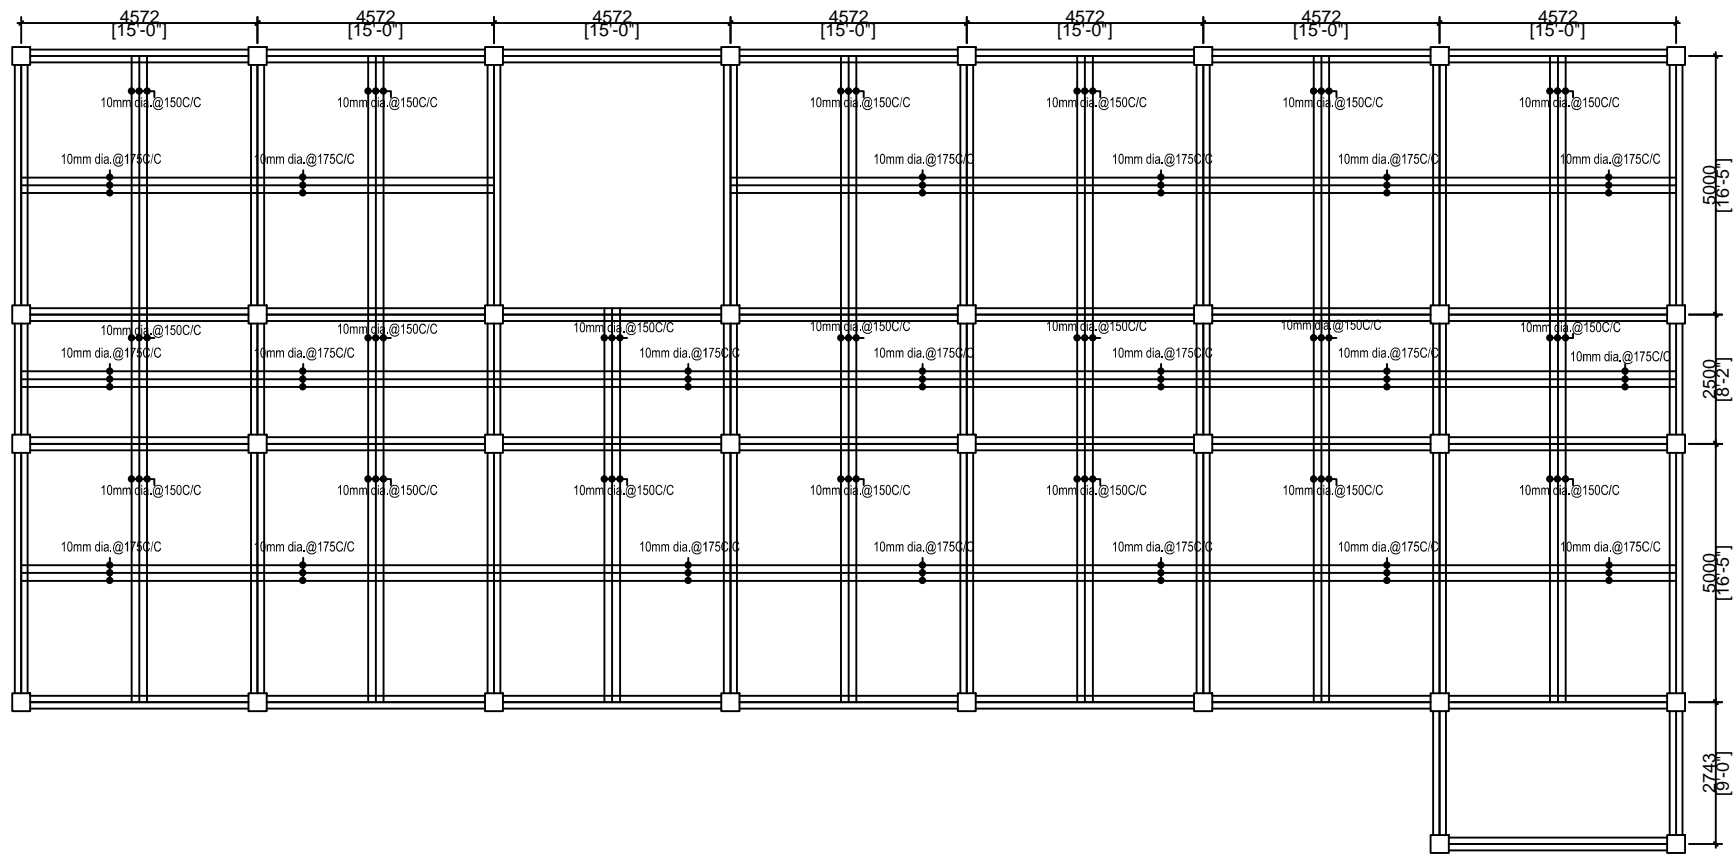 4572 4572 4572 4572 4572 4572 4572
[15'-0"] [15'-0"] [15'-0"] [15'-0"] [15'-0"] [15'-0"] [15'-0"]
10mm dia.@150C/C 10mm dia.@150C/C 10mm dia.@150C/C 10mm dia.@150C/C 10mm dia.@150C/C 10mm dia.@150C/C
10mm dia.@175C/C 10mm dia.@175C/C 10mm dia.@175C/C 10mm dia.@175C/C 10mm dia.@175C/C 10mm dia.@175C/C
5000
[16'-5"]
10mm dia.@150C/C 10mm dia.@150C/C 10mm dia.@150C/C 10mm dia.@150C/C 10mm dia.@150C/C 10mm dia.@150C/C 10mm dia.@150C/C
10mm dia.@175C/C 10mm dia.@175C/C 10mm dia.@175C/C 10mm dia.@175C/C 10mm dia.@175C/C 10mm dia.@175C/C 10mm dia.@175C/C
2500
[8'-2"]
10mm dia.@150C/C 10mm dia.@150C/C 10mm dia.@150C/C 10mm dia.@150C/C 10mm dia.@150C/C 10mm dia.@150C/C 10mm dia.@150C/C
10mm dia.@175C/C 10mm dia.@175C/C 10mm dia.@175C/C 10mm dia.@175C/C 10mm dia.@175C/C 10mm dia.@175C/C 10mm dia.@175C/C
5000
[16'-5"]
2743
[9'-0"]